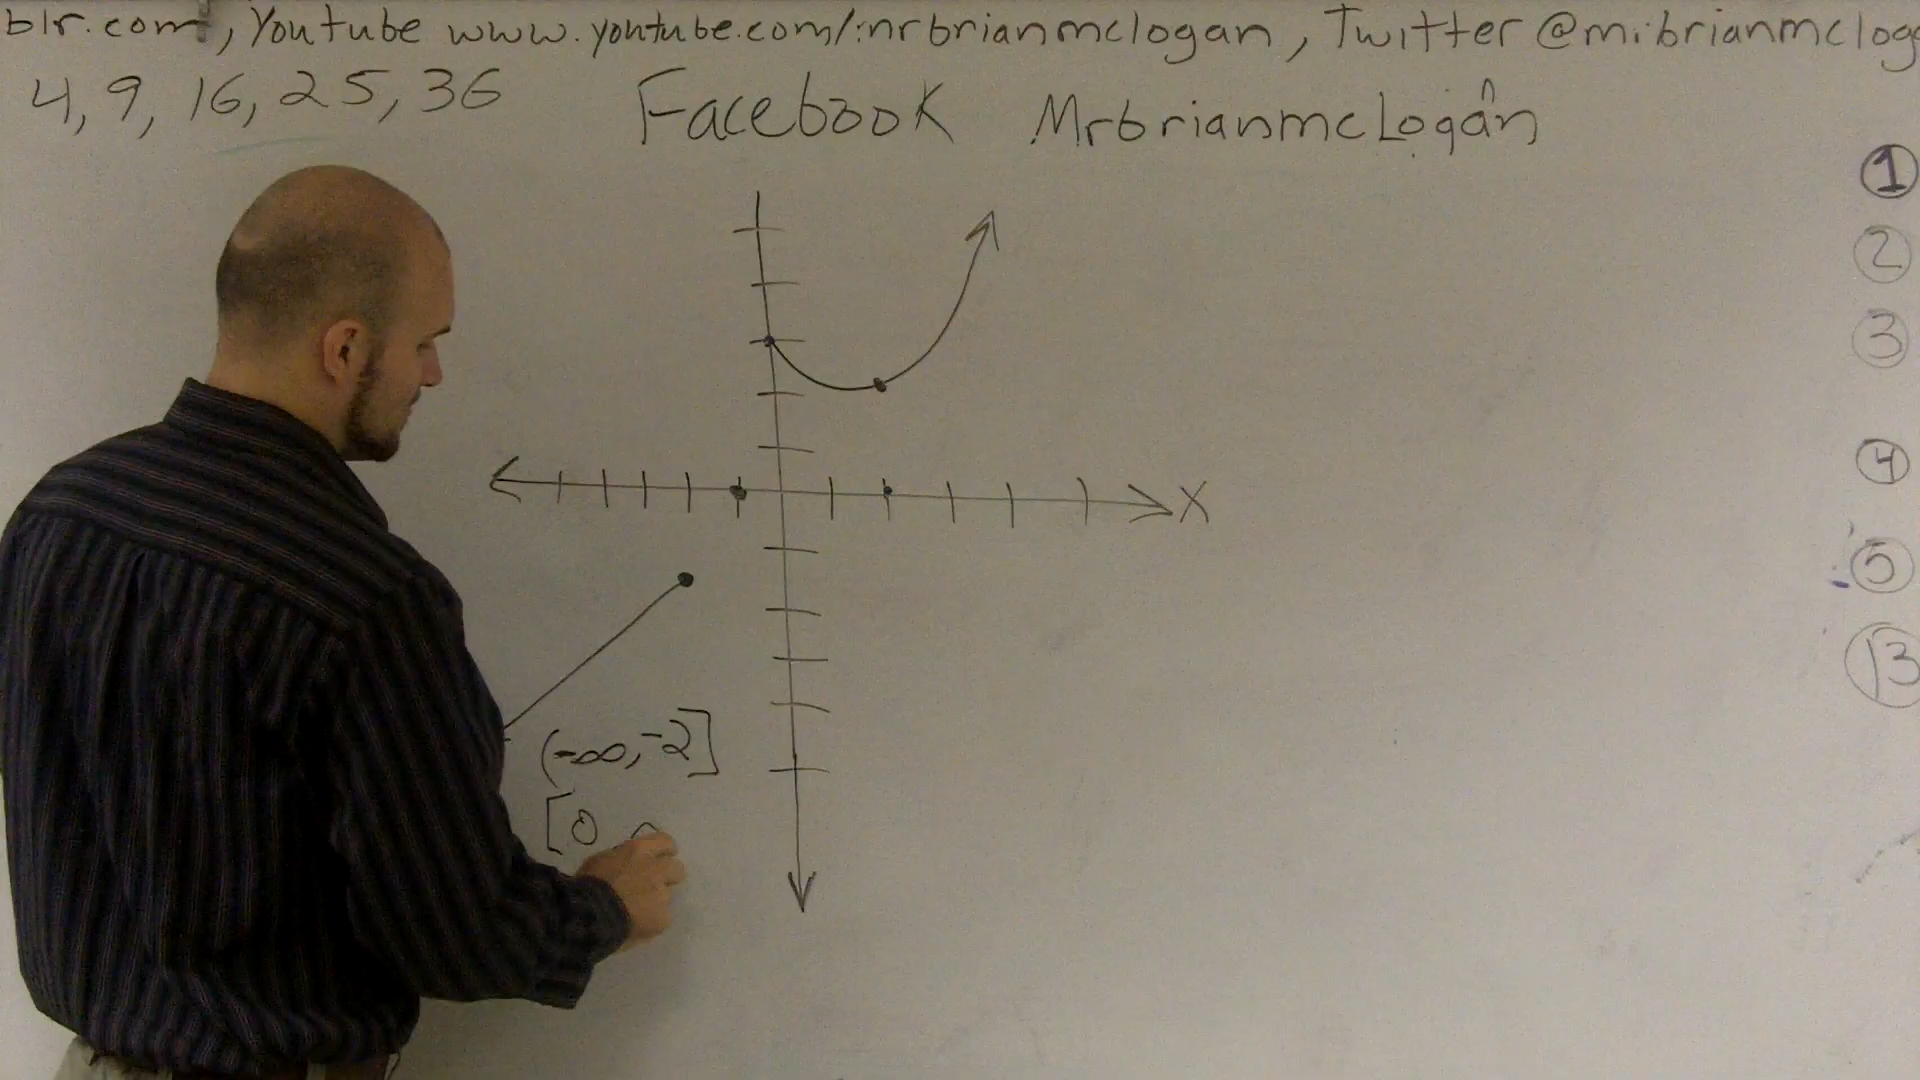 blr.com, Youtube www.youtube.com/mrbrianmclogan, Twitter @mrbrianmclog
4, 9, 16, 25, 36 Facebook MrbrianmcLogan
1
2
3
4
X
5
13
(-∞,-2]
[0